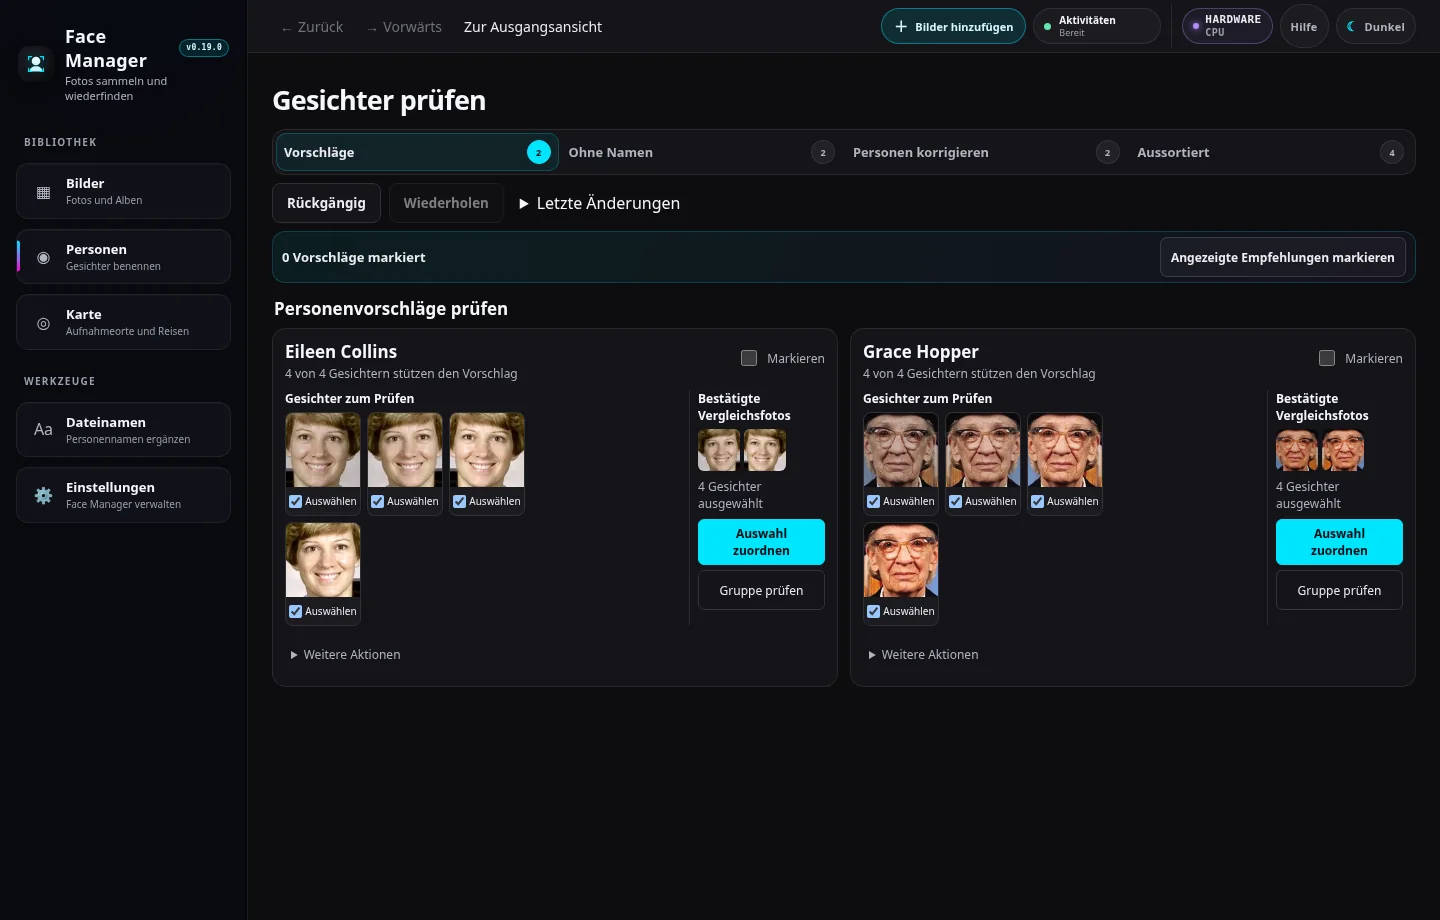 Face Manager
v0.19.0
Fotos sammeln und wiederfinden
BIBLIOTHEK
Bilder
Fotos und Alben
Personen
Gesichter benennen
Karte
Aufnahmeorte und Reisen
WERKZEUGE
Aa
Dateinamen
Personennamen ergänzen
Einstellungen
Face Manager verwalten
← Zurück
→ Vorwärts
Zur Ausgangsansicht
+ Bilder hinzufügen
Aktivitäten
Bereit
HARDWARE
CPU
Hilfe
Dunkel
Gesichter prüfen
Vorschläge 2
Ohne Namen 2
Personen korrigieren 2
Aussortiert 4
Rückgängig
Wiederholen
Letzte Änderungen
0 Vorschläge markiert
Angezeigte Empfehlungen markieren
Personenvorschläge prüfen
Eileen Collins
4 von 4 Gesichtern stützen den Vorschlag
Markieren
Gesichter zum Prüfen
Auswählen
Auswählen
Auswählen
Auswählen
Bestätigte
Vergleichsfotos
4 Gesichter
ausgewählt
Auswahl
zuordnen
Gruppe prüfen
Weitere Aktionen
Grace Hopper
4 von 4 Gesichtern stützen den Vorschlag
Markieren
Gesichter zum Prüfen
Auswählen
Auswählen
Auswählen
Auswählen
Bestätigte
Vergleichsfotos
4 Gesichter
ausgewählt
Auswahl
zuordnen
Gruppe prüfen
Weitere Aktionen